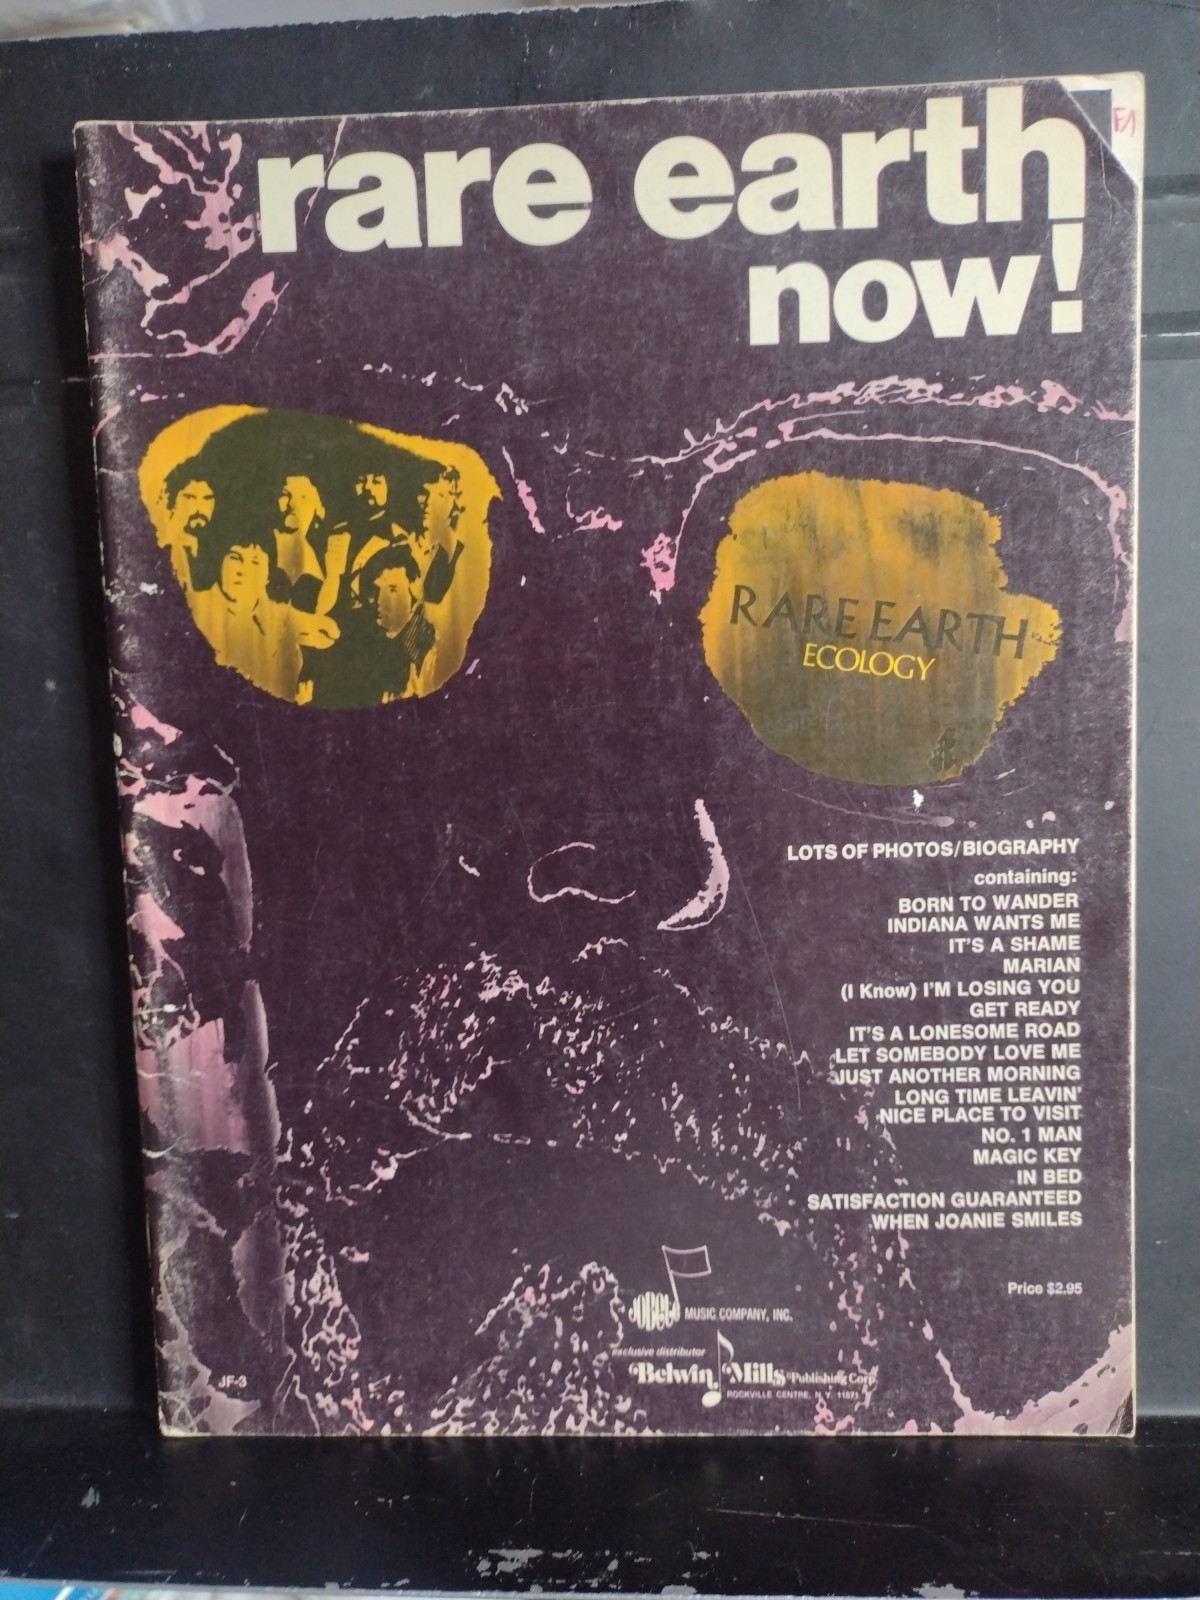 rare earth
now!
F1
RARE EARTH
ECOLOGY
LOTS OF PHOTOS/BIOGRAPHY
containing:
BORN TO WANDER
INDIANA WANTS ME
IT'S A SHAME
MARIAN
(I Know) I'M LOSING YOU
GET READY
IT'S A LONESOME ROAD
LET SOMEBODY LOVE ME
JUST ANOTHER MORNING
LONG TIME LEAVIN'
NICE PLACE TO VISIT
NO. 1 MAN
MAGIC KEY
IN BED
SATISFACTION GUARANTEED
WHEN JOANIE SMILES
Price $2.95
JOBETE MUSIC COMPANY, INC.
exclusive distributor
Belwin Mills Publishing Corp.
ROCKVILLE CENTRE, N. Y. 11571
JF-3